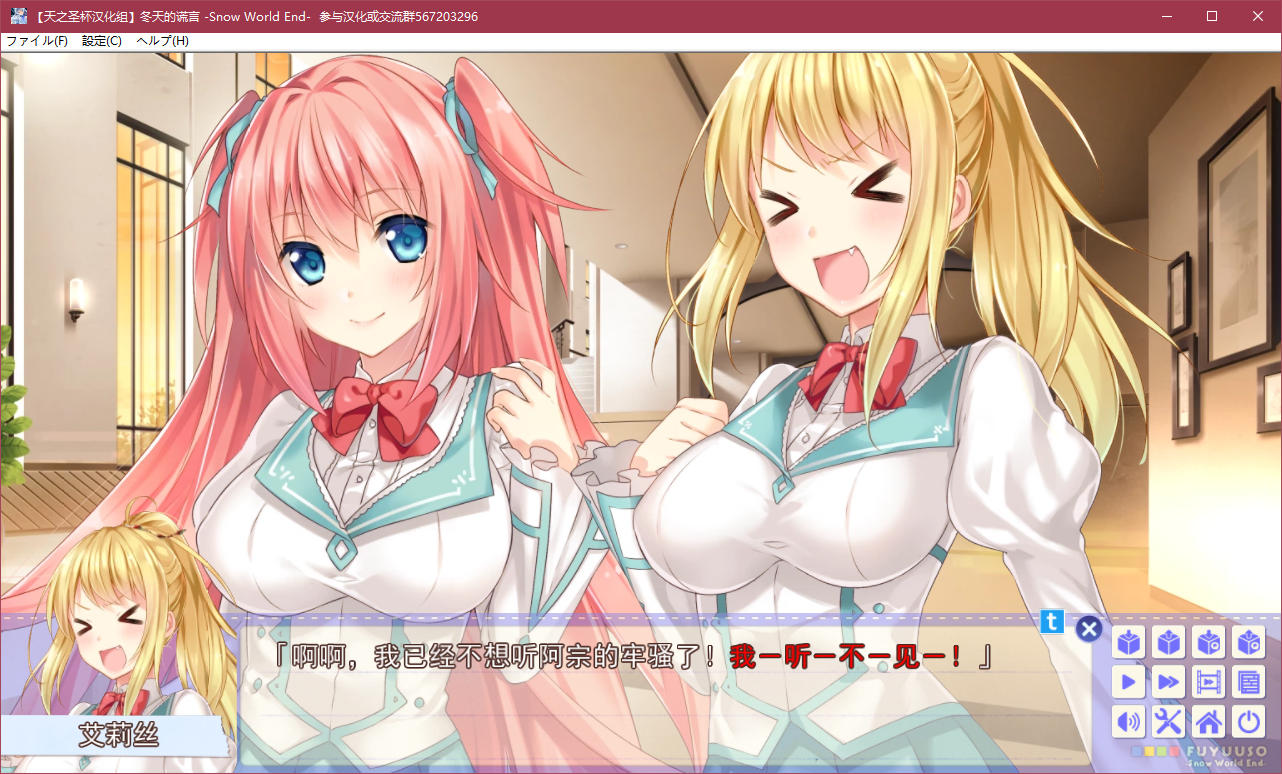 【天之圣杯汉化组】冬天的谎言 -Snow World End-  参与汉化或交流群567203296
ファイル(F) 設定(C) ヘルプ(H)
「啊啊，我已经不想听阿宗的牢骚了！我一听一不一见一！」
艾莉丝
FUYUUSO
-Snow World End-